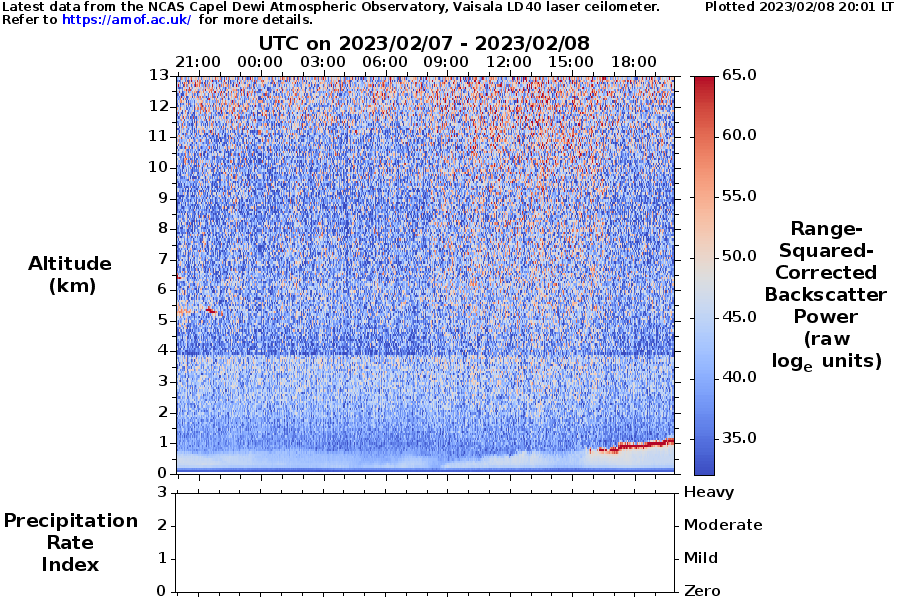 Latest data from the NCAS Capel Dewi Atmospheric Observatory, Vaisala LD40 laser ceilometer.
Plotted 2023/02/08 20:01 LT
Refer to https://amof.ac.uk/ for more details.
UTC on 2023/02/07 - 2023/02/08
21:00 00:00 03:00 06:00 09:00 12:00 15:00 18:00
13
12
11
10
9
8
7
6
5
4
3
2
1
0
Altitude
(km)
65.0
60.0
55.0
50.0
45.0
40.0
35.0
Range-
Squared-
Corrected
Backscatter
Power
(raw
logₑ units)
3
2
1
0
Precipitation
Rate
Index
Heavy
Moderate
Mild
Zero